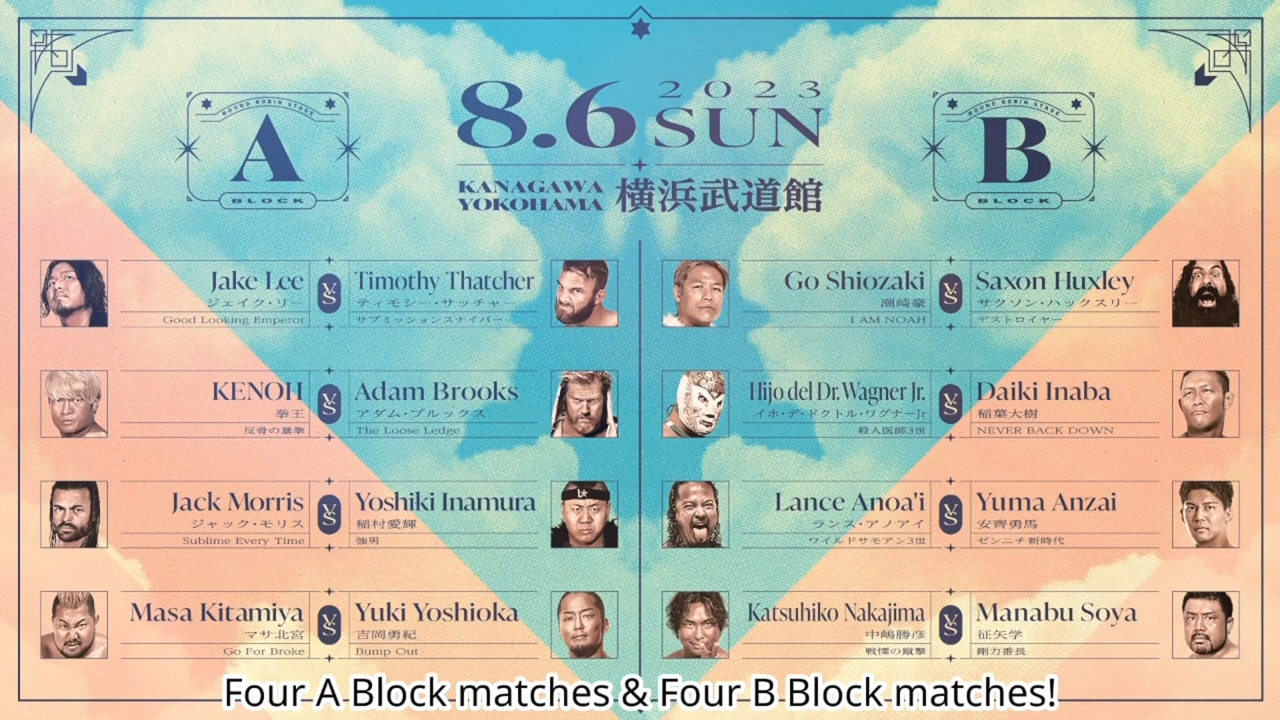 ROUND ROBIN STAGE
A
BLOCK
8.6 2023 SUN
KANAGAWA
YOKOHAMA
横浜武道館
ROUND ROBIN STAGE
B
BLOCK
Jake Lee
ジェイク・リー
Good Looking Emperor
VS
Timothy Thatcher
ティモシー・サッチャー
サブミッションスナイパー
KENOH
拳王
反骨の暴拳
VS
Adam Brooks
アダム・ブルックス
The Loose Ledge
Jack Morris
ジャック・モリス
Sublime Every Time
VS
Yoshiki Inamura
稲村愛輝
強男
Masa Kitamiya
マサ北宮
Go For Broke
VS
Yuki Yoshioka
吉岡勇紀
Bump Out
Go Shiozaki
潮崎豪
I AM NOAH
VS
Saxon Huxley
サクソン・ハックスリー
デストロイヤー
Hijo del Dr.Wagner Jr.
イホ・デ・ドクトル・ワグナーJr
殺人医師3世
VS
Daiki Inaba
稲葉大樹
NEVER BACK DOWN
Lance Anoa'i
ランス・アノアイ
ワイルドサモアン3世
VS
Yuma Anzai
安齊勇馬
ゼンニチ新時代
Katsuhiko Nakajima
中嶋勝彦
戦慄の蹴撃
VS
Manabu Soya
征矢学
剛力番長
Four A Block matches & Four B Block matches!